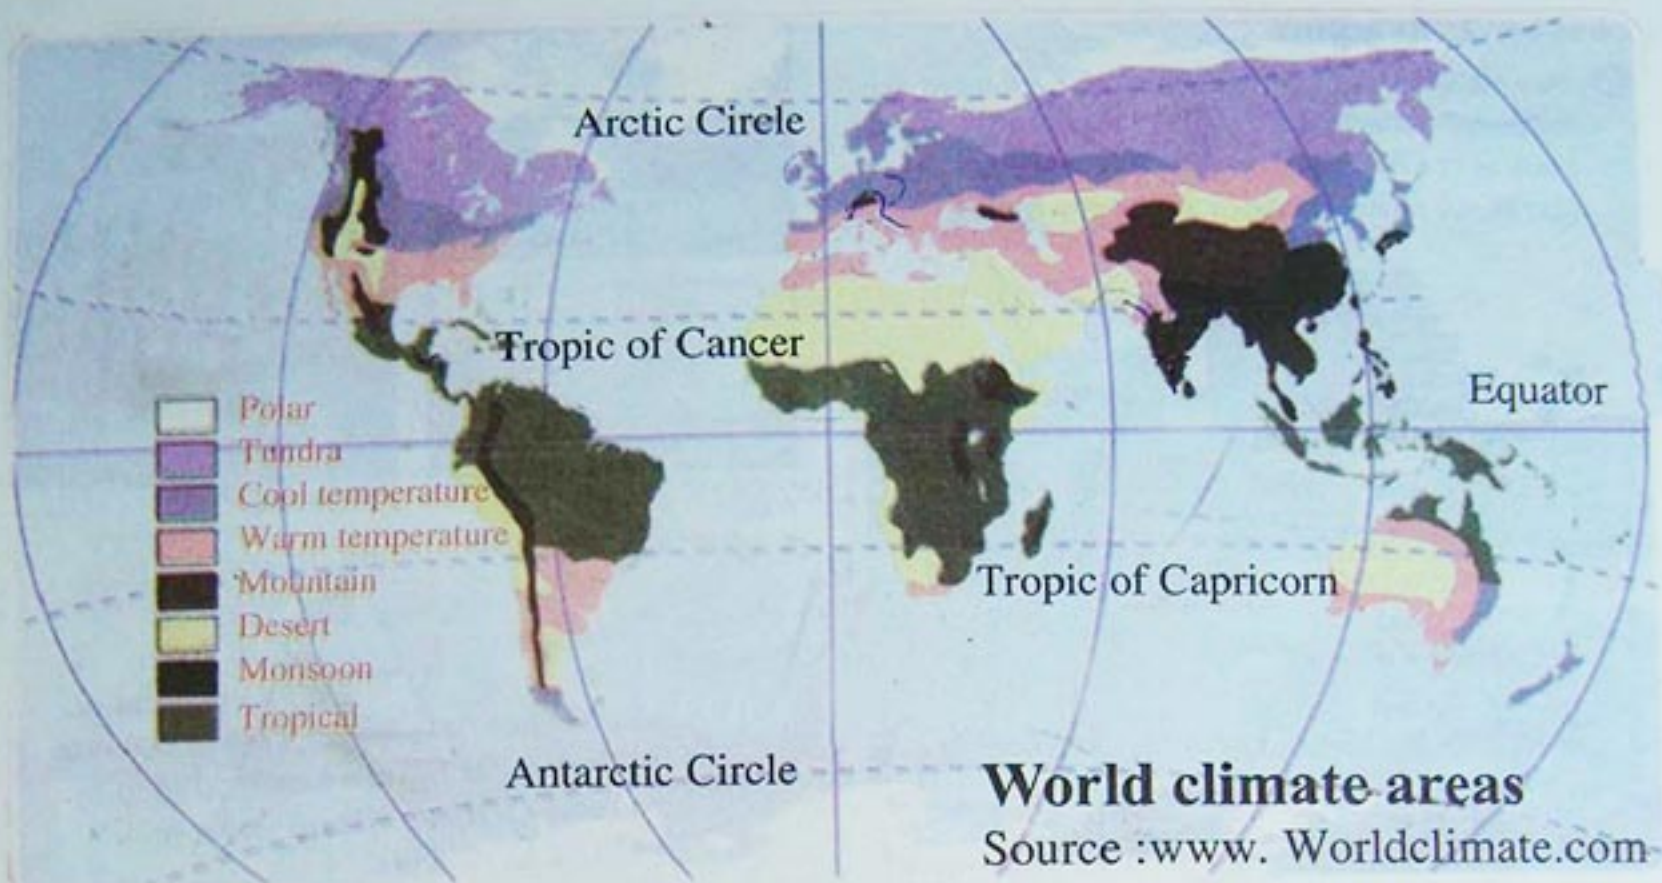 Arctic Cirele
Tropic of Cancer
Equator
Polar
Tundra
Cool temperature
Warm temperature
Mountain
Desert
Monsoon
Tropical
Tropic of Capricorn
Antarctic Circle
World climate areas
Source :www. Worldclimate.com